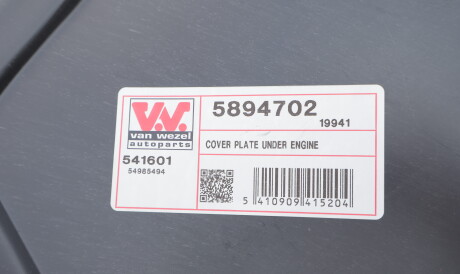 V.V.
van wezel
autoparts
541601
54985494
5894702
19941
COVER PLATE UNDER ENGINE
5 410909 415204